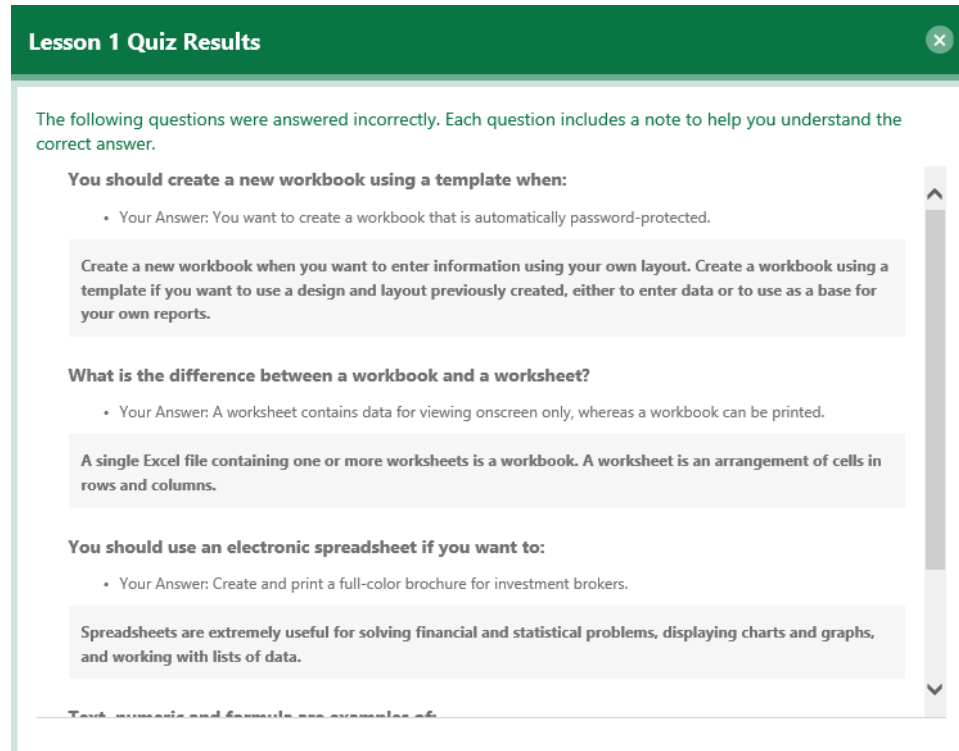 Lesson 1 Quiz Results
The following questions were answered incorrectly. Each question includes a note to help you understand the
correct answer.
You should create a new workbook using a template when:
• Your Answer: You want to create a workbook that is automatically password-protected.
Create a new workbook when you want to enter information using your own layout. Create a workbook using a
template if you want to use a design and layout previously created, either to enter data or to use as a base for
your own reports.
What is the difference between a workbook and a worksheet?
• Your Answer: A worksheet contains data for viewing onscreen only, whereas a workbook can be printed.
A single Excel file containing one or more worksheets is a workbook. A worksheet is an arrangement of cells in
rows and columns.
You should use an electronic spreadsheet if you want to:
• Your Answer: Create and print a full-color brochure for investment brokers.
Spreadsheets are extremely useful for solving financial and statistical problems, displaying charts and graphs,
and working with lists of data.
Text, numeric and formula are examples of: